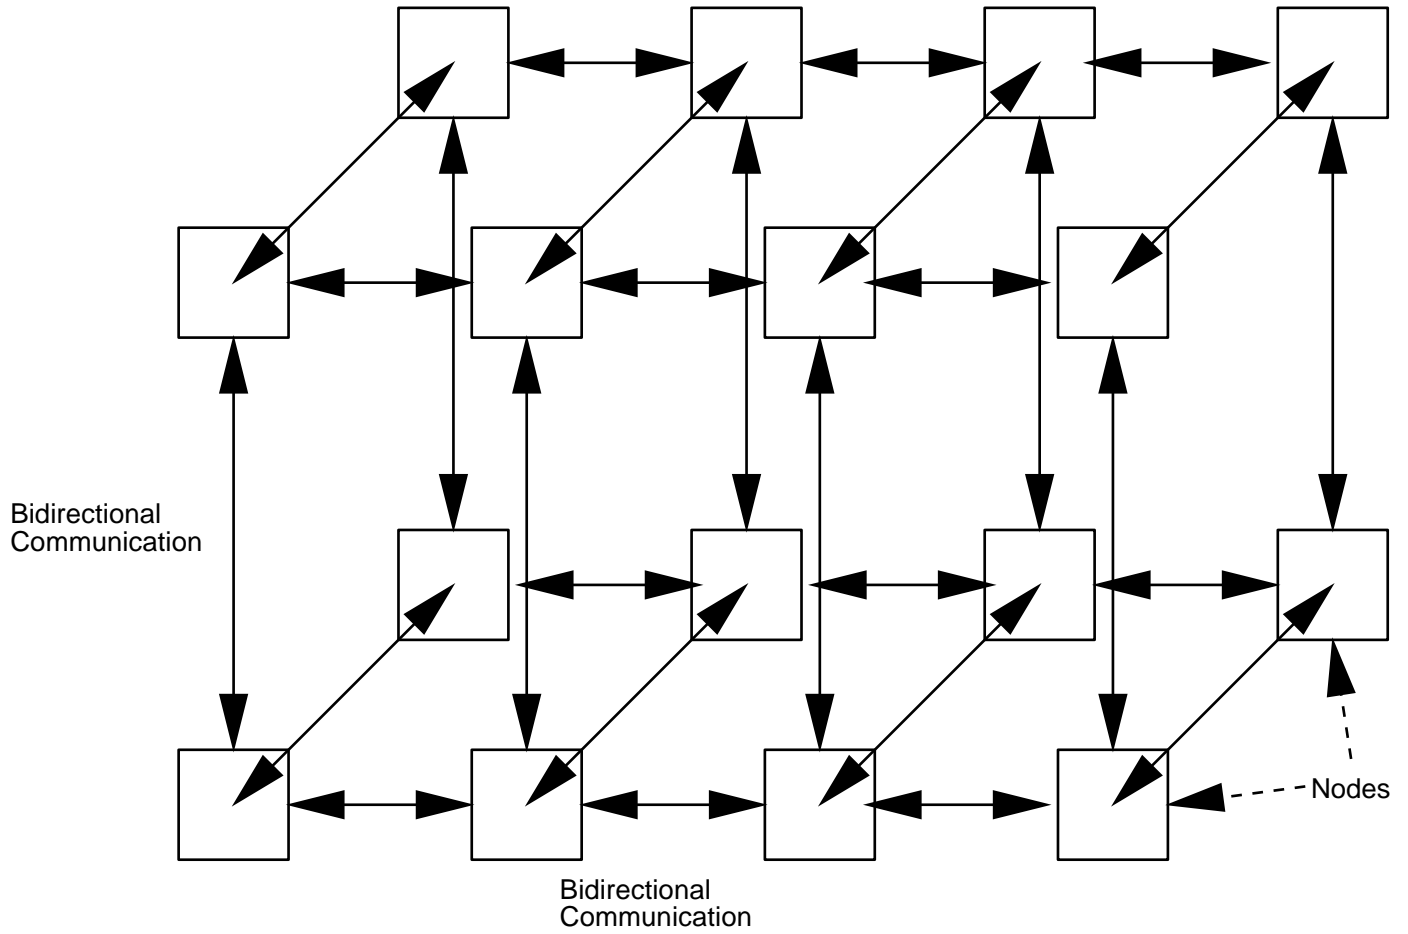 Bidirectional
Communication
Nodes
Bidirectional
Communication